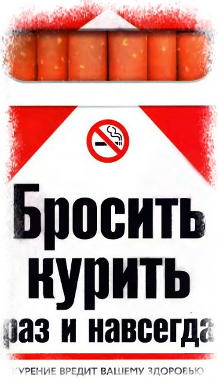 Бросить
курить
раз и навсегда
КУРЕНИЕ ВРЕДИТ ВАШЕМУ ЗДОРОВЬЮ